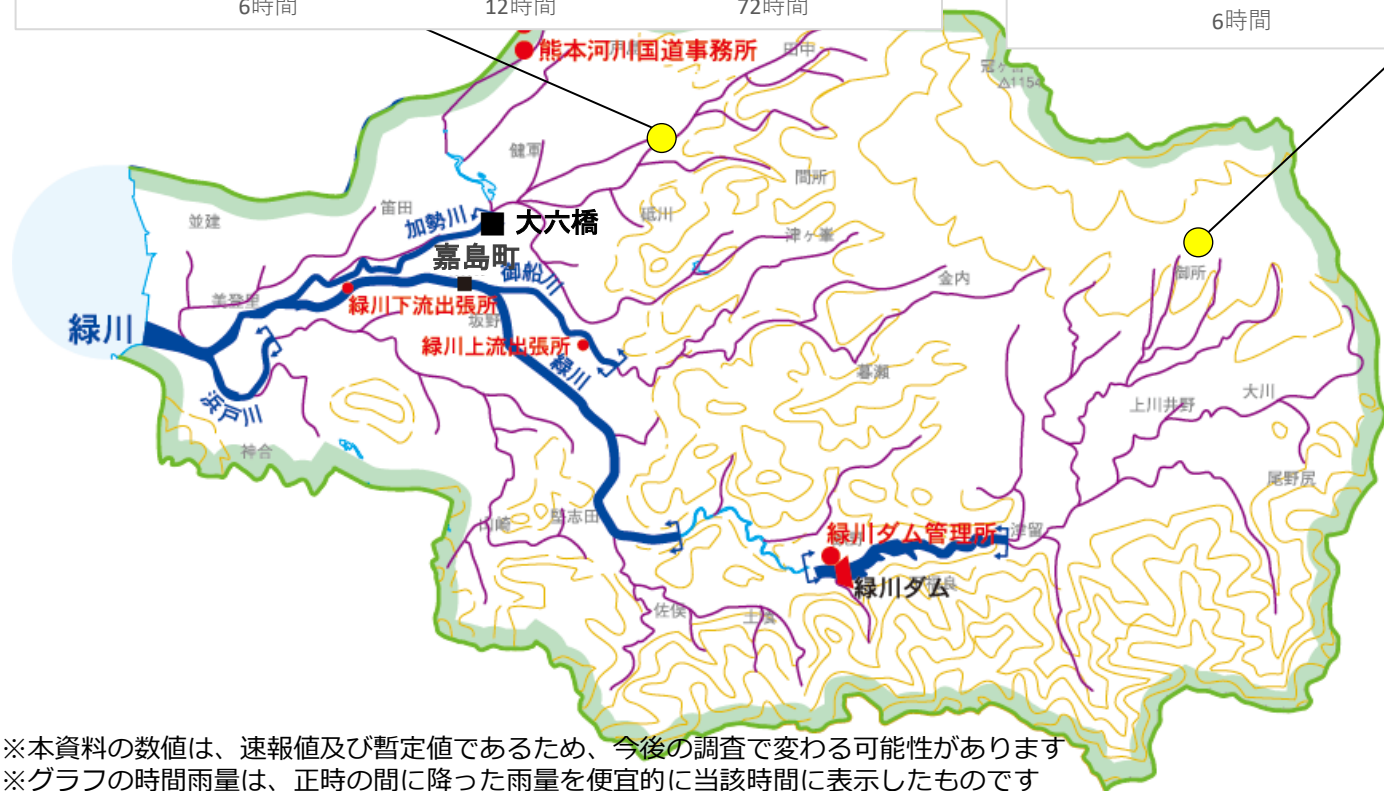 6時間 12時間 72時間
6時間
熊本河川国道事務所
田中
冠ヶ岳
△1154
健軍
間所
並建
笛田
加勢川
大六橋
砥川
津ヶ峯
嘉島町
御船川
御所
金内
美登里
緑川下流出張所
緑川
坂野
緑川上流出張所
緑川
暮瀬
浜戸川
上川井野
大川
神合
尾野尻
山崎
堅志田
緑川ダム管理所
津留
緑川ダム
佐俣
※本資料の数値は、速報値及び暫定値であるため、今後の調査で変わる可能性があります
※グラフの時間雨量は、正時の間に降った雨量を便宜的に当該時間に表示したものです